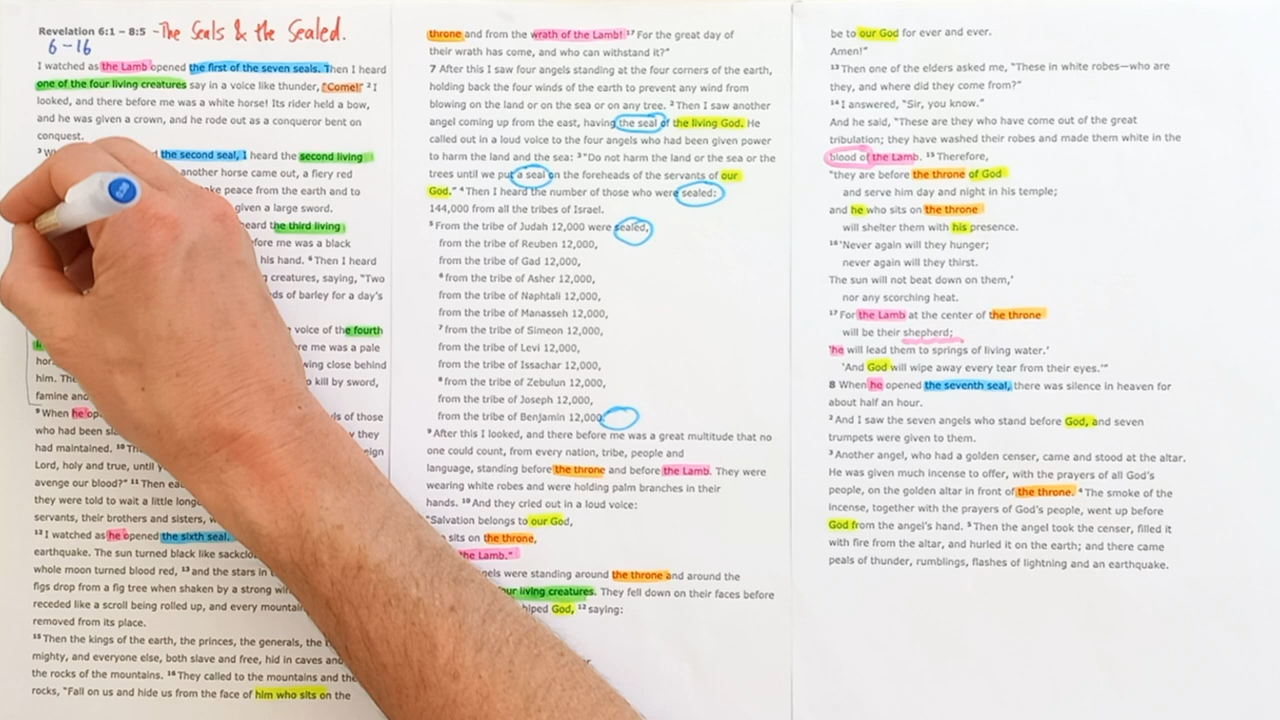 Revelation 6:1 – 8:5 - The Seals & the Sealed.
6 - 16
I watched as the Lamb opened the first of the seven seals. Then I heard
one of the four living creatures say in a voice like thunder, "Come!" 2 I
looked, and there before me was a white horse! Its rider held a bow,
and he was given a crown, and he rode out as a conqueror bent on
conquest.
3 the second seal, I heard the second living
another horse came out, a fiery red
peace from the earth and to
given a large sword.
the third living
me was a black
his hand. 6 Then I heard
creatures, saying, "Two
of barley for a day's
voice of the fourth
me was a pale
close behind
him. kill by sword,
famine
9 When he of those
who had been they
had maintained. 10
Lord, holy and true, until
avenge our blood?" 11 Then
they were told to wait a little
servants, their brothers and sisters,
12 I watched as he opened the sixth seal.
earthquake. The sun turned black like
whole moon turned blood red, 13 and the stars in
figs drop from a fig tree when shaken by a strong
receded like a scroll being rolled up, and every
removed from its place.
15 Then the kings of the earth, the princes, the generals, the
mighty, and everyone else, both slave and free, hid in caves
the rocks of the mountains. 16 They called to the mountains and the
rocks, "Fall on us and hide us from the face of him who sits on the
throne and from the wrath of the Lamb! 17 For the great day of
their wrath has come, and who can withstand it?"
7 After this I saw four angels standing at the four corners of the earth,
holding back the four winds of the earth to prevent any wind from
blowing on the land or on the sea or on any tree. 2 Then I saw another
angel coming up from the east, having the seal of the living God. He
called out in a loud voice to the four angels who had been given power
to harm the land and the sea: 3 "Do not harm the land or the sea or the
trees until we put a seal on the foreheads of the servants of our
God." 4 Then I heard the number of those who were sealed:
144,000 from all the tribes of Israel.
5 From the tribe of Judah 12,000 were sealed,
from the tribe of Reuben 12,000,
from the tribe of Gad 12,000,
6 from the tribe of Asher 12,000,
from the tribe of Naphtali 12,000,
from the tribe of Manasseh 12,000,
7 from the tribe of Simeon 12,000,
from the tribe of Levi 12,000,
from the tribe of Issachar 12,000,
8 from the tribe of Zebulun 12,000,
from the tribe of Joseph 12,000,
from the tribe of Benjamin 12,000.
9 After this I looked, and there before me was a great multitude that no
one could count, from every nation, tribe, people and
language, standing before the throne and before the Lamb. They were
wearing white robes and were holding palm branches in their
hands. 10 And they cried out in a loud voice:
"Salvation belongs to our God,
sits on the throne,
the Lamb."
were standing around the throne and around the
four living creatures. They fell down on their faces before
God, 12 saying:
be to our God for ever and ever.
Amen!"
13 Then one of the elders asked me, "These in white robes—who are
they, and where did they come from?"
14 I answered, "Sir, you know."
And he said, "These are they who have come out of the great
tribulation; they have washed their robes and made them white in the
blood of the Lamb. 15 Therefore,
"they are before the throne of God
and serve him day and night in his temple;
and he who sits on the throne
will shelter them with his presence.
16 'Never again will they hunger;
never again will they thirst.
The sun will not beat down on them,'
nor any scorching heat.
17 For the Lamb at the center of the throne
will be their shepherd;
'he will lead them to springs of living water.'
'And God will wipe away every tear from their eyes.'"
8 When he opened the seventh seal, there was silence in heaven for
about half an hour.
2 And I saw the seven angels who stand before God, and seven
trumpets were given to them.
3 Another angel, who had a golden censer, came and stood at the altar.
He was given much incense to offer, with the prayers of all God's
people, on the golden altar in front of the throne. 4 The smoke of the
incense, together with the prayers of God's people, went up before
God from the angel's hand. 5 Then the angel took the censer, filled it
with fire from the altar, and hurled it on the earth; and there came
peals of thunder, rumblings, flashes of lightning and an earthquake.